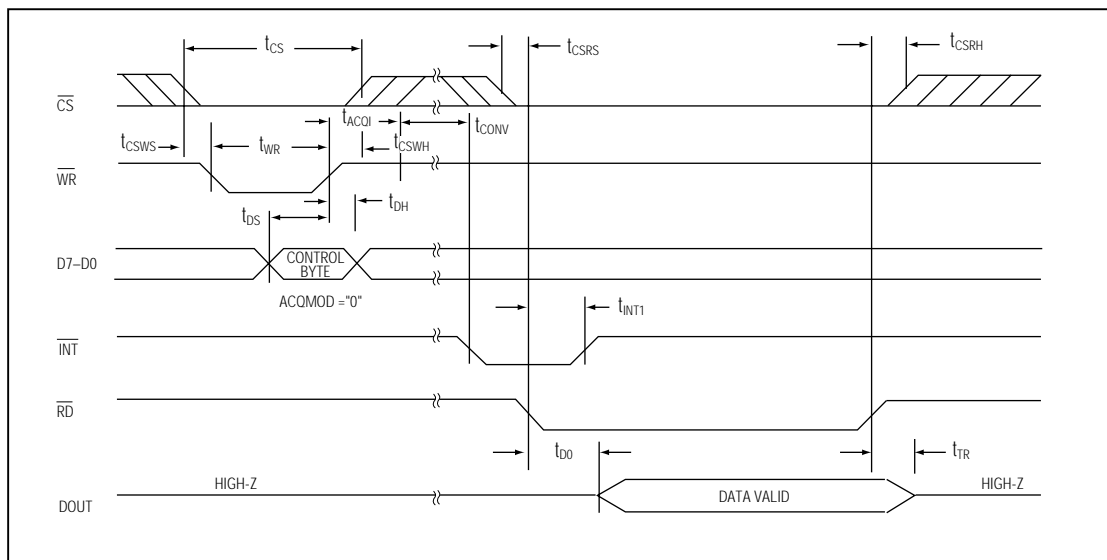 tCS
tCSRS
tCSRH
CS
tACQI
tCONV
tCSWS
tWR
tCSWH
WR
tDS
tDH
D7–D0
CONTROL
BYTE
ACQMOD ="0"
tINT1
INT
RD
tD0
tTR
HIGH-Z
DATA VALID
HIGH-Z
DOUT